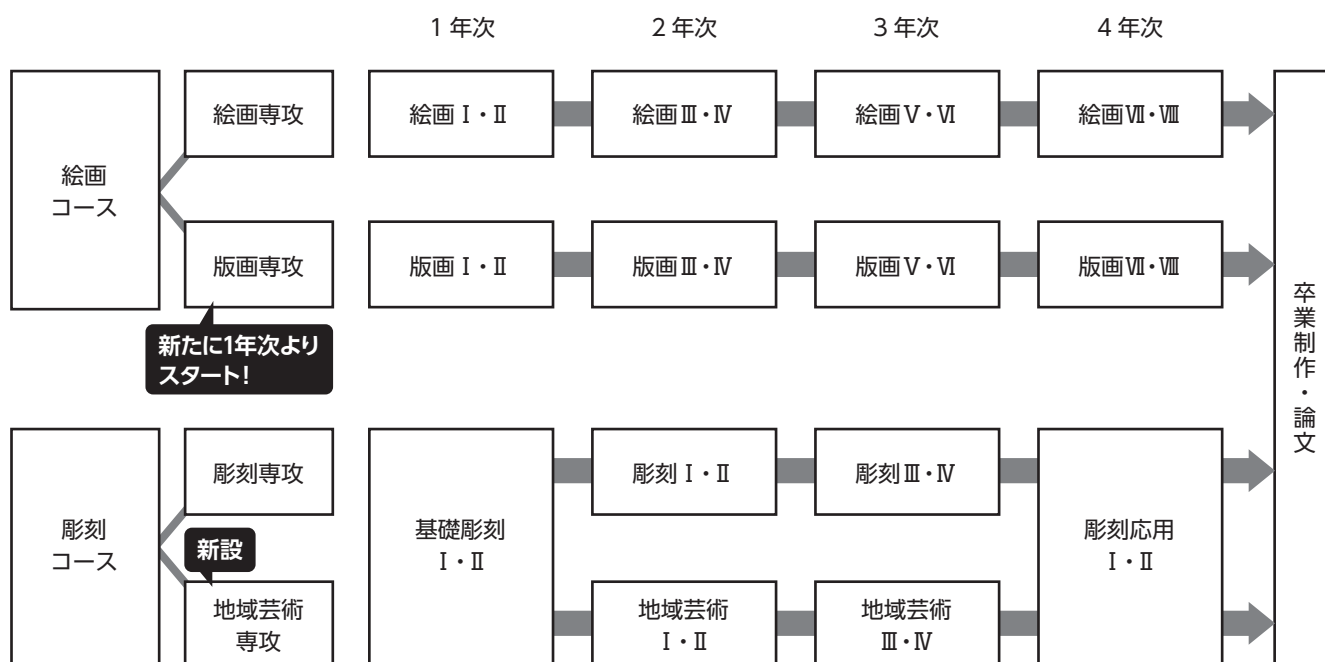 1 年次
2 年次
3 年次
4 年次
絵画
コース
絵画専攻
絵画 Ⅰ・Ⅱ
絵画Ⅲ・Ⅳ
絵画Ⅴ・Ⅵ
絵画Ⅶ・Ⅷ
版画専攻
版画 Ⅰ・Ⅱ
版画Ⅲ・Ⅳ
版画Ⅴ・Ⅵ
版画Ⅶ・Ⅷ
新たに1年次より
スタート!
彫刻
コース
彫刻専攻
新設
地域芸術
専攻
基礎彫刻
Ⅰ・Ⅱ
彫刻 Ⅰ・Ⅱ
彫刻Ⅲ・Ⅳ
地域芸術
Ⅰ・Ⅱ
地域芸術
Ⅲ・Ⅳ
彫刻応用
Ⅰ・Ⅱ
卒業制作・論文